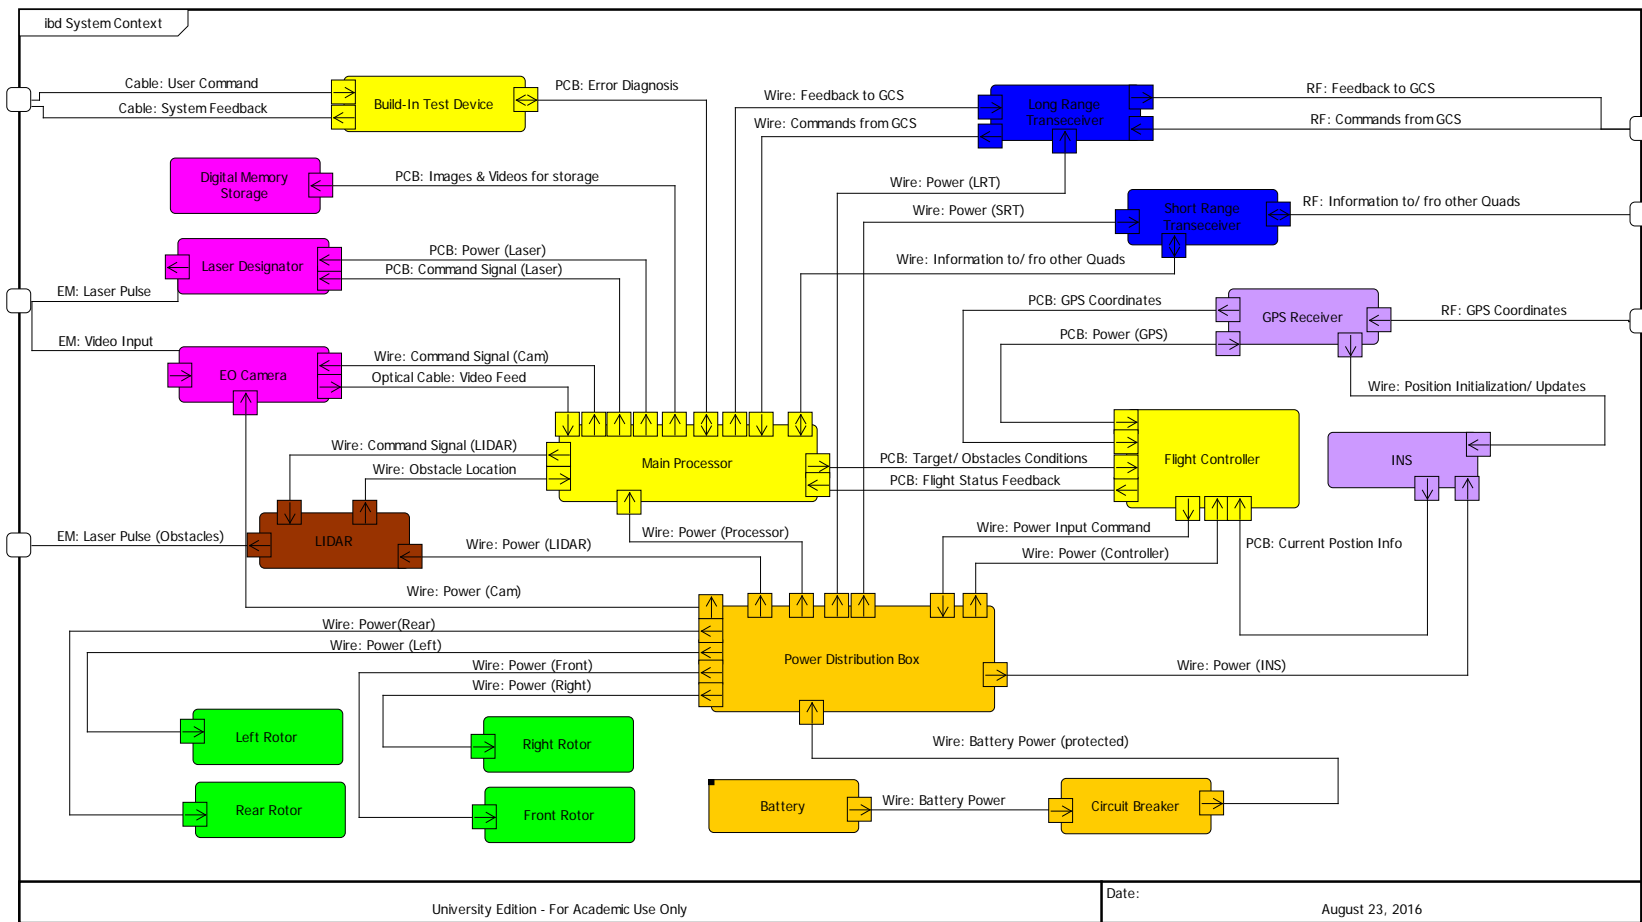 ibd System Context
Cable: User Command
Cable: System Feedback
Build-In Test Device
PCB: Error Diagnosis
Wire: Feedback to GCS
Wire: Commands from GCS
Long Range
Transeceiver
RF: Feedback to GCS
RF: Commands from GCS
Digital Memory
Storage
PCB: Images & Videos for storage
Wire: Power (LRT)
Wire: Power (SRT)
Short Range
Transeceiver
RF: Information to/ fro other Quads
Laser Designator
PCB: Power (Laser)
PCB: Command Signal (Laser)
Wire: Information to/ fro other Quads
EM: Laser Pulse
PCB: GPS Coordinates
GPS Receiver
RF: GPS Coordinates
EM: Video Input
PCB: Power (GPS)
EO Camera
Wire: Command Signal (Cam)
Optical Cable: Video Feed
Wire: Position Initialization/ Updates
Wire: Command Signal (LIDAR)
Wire: Obstacle Location
Main Processor
PCB: Target/ Obstacles Conditions
PCB: Flight Status Feedback
Flight Controller
INS
EM: Laser Pulse (Obstacles)
LIDAR
Wire: Power (LIDAR)
Wire: Power (Processor)
Wire: Power Input Command
Wire: Power (Controller)
PCB: Current Postion Info
Wire: Power (Cam)
Wire: Power(Rear)
Wire: Power (Left)
Wire: Power (Front)
Wire: Power (Right)
Power Distribution Box
Wire: Power (INS)
Left Rotor
Right Rotor
Wire: Battery Power (protected)
Rear Rotor
Front Rotor
Battery
Wire: Battery Power
Circuit Breaker
University Edition - For Academic Use Only
Date:
August 23, 2016